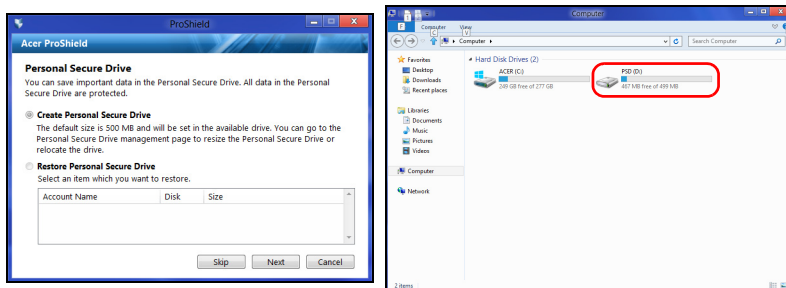 ProShield
Acer ProShield
Personal Secure Drive
You can save important data in the Personal Secure Drive. All data in the Personal
Secure Drive are protected.
Create Personal Secure Drive
The default size is 500 MB and will be set in the available drive. You can go to the
Personal Secure Drive management page to resize the Personal Secure Drive or
relocate the drive.
Restore Personal Secure Drive
Select an item which you want to restore.
Account Name Disk Size
Skip Next Cancel
Computer
F Computer View
C V
Computer
Search Computer
Favorites
Desktop
Downloads
Recent places
Libraries
Documents
Music
Pictures
Videos
Computer
Network
Hard Disk Drives (2)
ACER (C:)
249 GB free of 277 GB
PSD (D:)
467 MB free of 499 MB
2 items